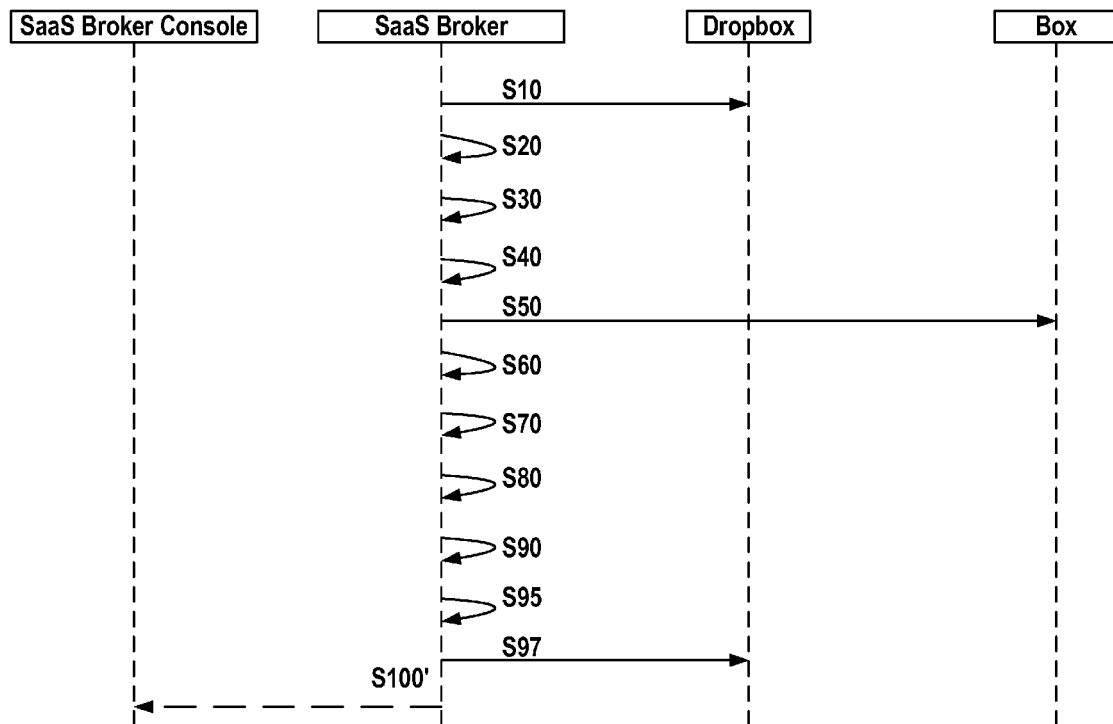 SaaS Broker Console
SaaS Broker
Dropbox
Box
S10
S20
S30
S40
S50
S60
S70
S80
S90
S95
S97
S100'